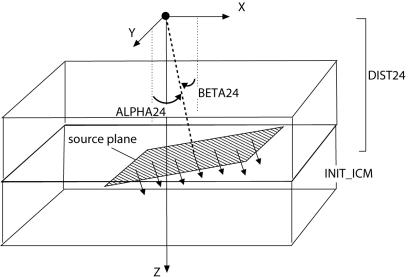 X
Y
DIST24
BETA24
ALPHA24
source plane
INIT_ICM
Z